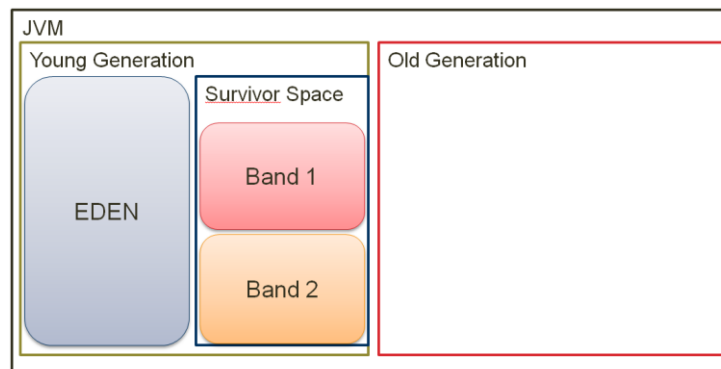 JVM
Young Generation
Old Generation
Survivor Space
EDEN
Band 1
Band 2